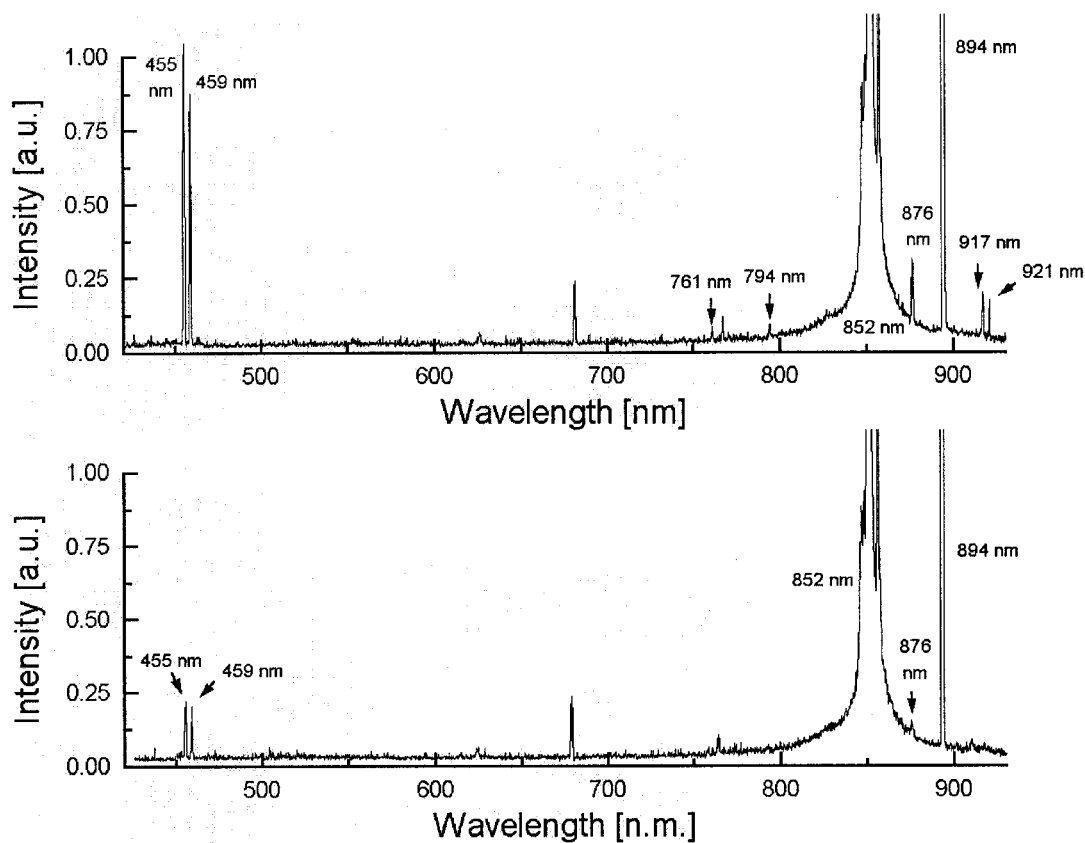 Intensity [a.u.]
1.00
0.75
0.50
0.25
0.00
455
nm
459 nm
761 nm
794 nm
852 nm
876
nm
894 nm
917 nm
921 nm
500
600
700
800
900
Wavelength [nm]
Intensity [a.u.]
1.00
0.75
0.50
0.25
0.00
455 nm
459 nm
852 nm
876
nm
894 nm
500
600
700
800
900
Wavelength [n.m.]